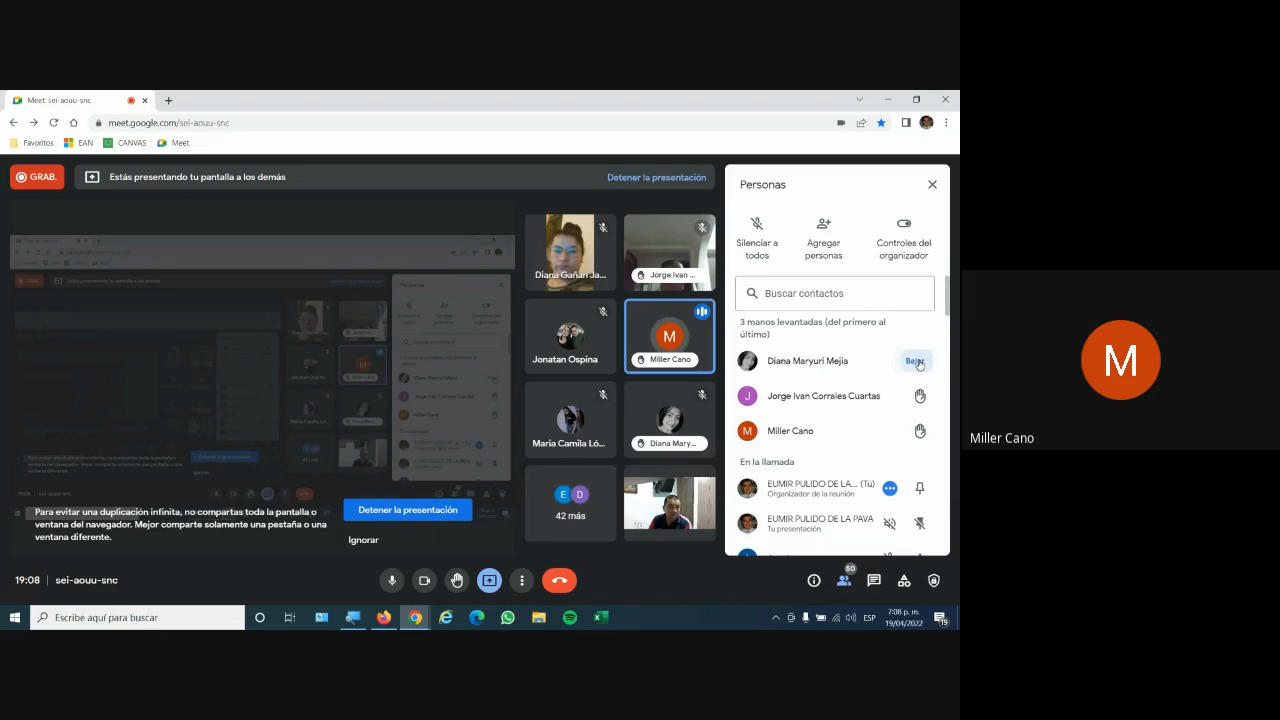 Meet: sei-aouu-snc
meet.google.com/sei-aouu-snc
Favoritos
EAN
CANVAS
Meet
GRAB.
Estás presentando tu pantalla a los demás
Detener la presentación
Personas
Silenciar a todos
Agregar personas
Controles del organizador
Buscar contactos
3 manos levantadas (del primero al
último)
Diana Maryuri Mejia
Bajar
Jorge Ivan Corrales Cuartas
Miller Cano
En la llamada
EUMIR PULIDO DE LA... (Tú)
Organizador de la reunión
EUMIR PULIDO DE LA PAVA
Tu presentación
Diana Gañán Ja...
Jorge Ivan ...
Jonatan Ospina
M
Miller Cano
Maria Camila Ló...
Diana Mary...
E D
42 más
Para evitar una duplicación infinita, no compartas toda la pantalla o
ventana del navegador. Mejor comparte solamente una pestaña o una
ventana diferente.
Detener la presentación
Ignorar
19:08 | sei-aouu-snc
50
Escribe aquí para buscar
ESP
7:08 p. m.
19/04/2022
19
M
Miller Cano